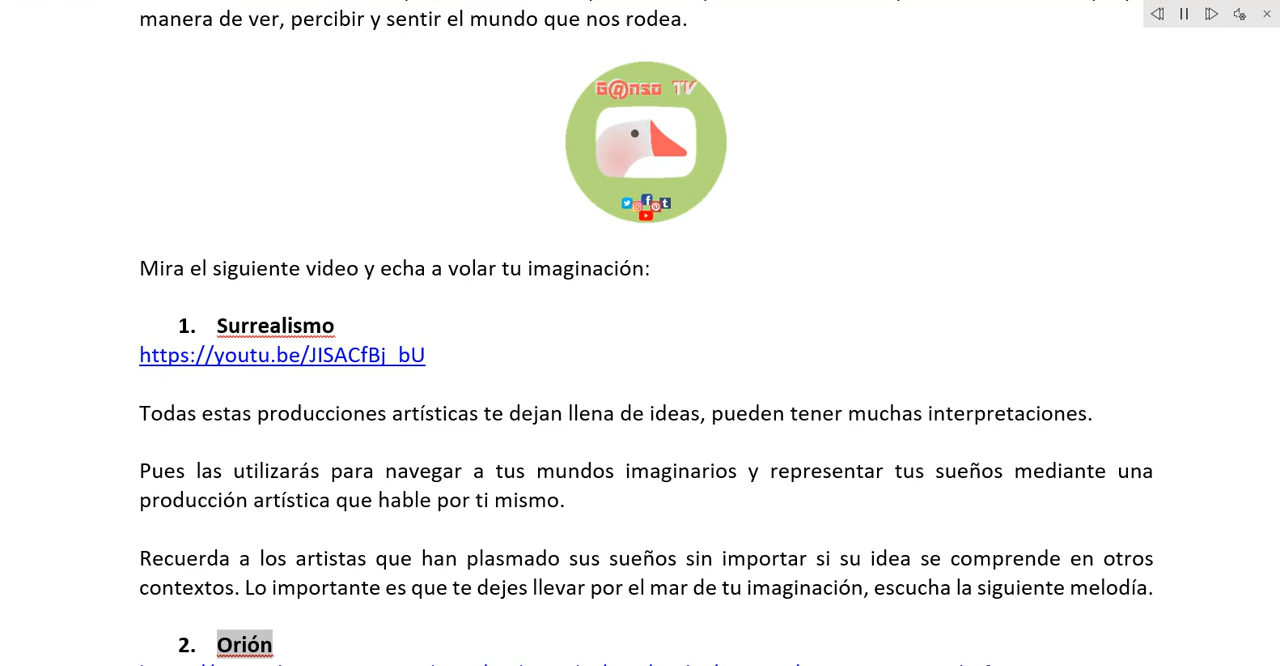 manera de ver, percibir y sentir el mundo que nos rodea.
G@nso TV
Mira el siguiente video y echa a volar tu imaginación:
1. Surrealismo
https://youtu.be/JISACfBj_bU
Todas estas producciones artísticas te dejan llena de ideas, pueden tener muchas interpretaciones.
Pues las utilizarás para navegar a tus mundos imaginarios y representar tus sueños mediante una
producción artística que hable por ti mismo.
Recuerda a los artistas que han plasmado sus sueños sin importar si su idea se comprende en otros
contextos. Lo importante es que te dejes llevar por el mar de tu imaginación, escucha la siguiente melodía.
2. Orión